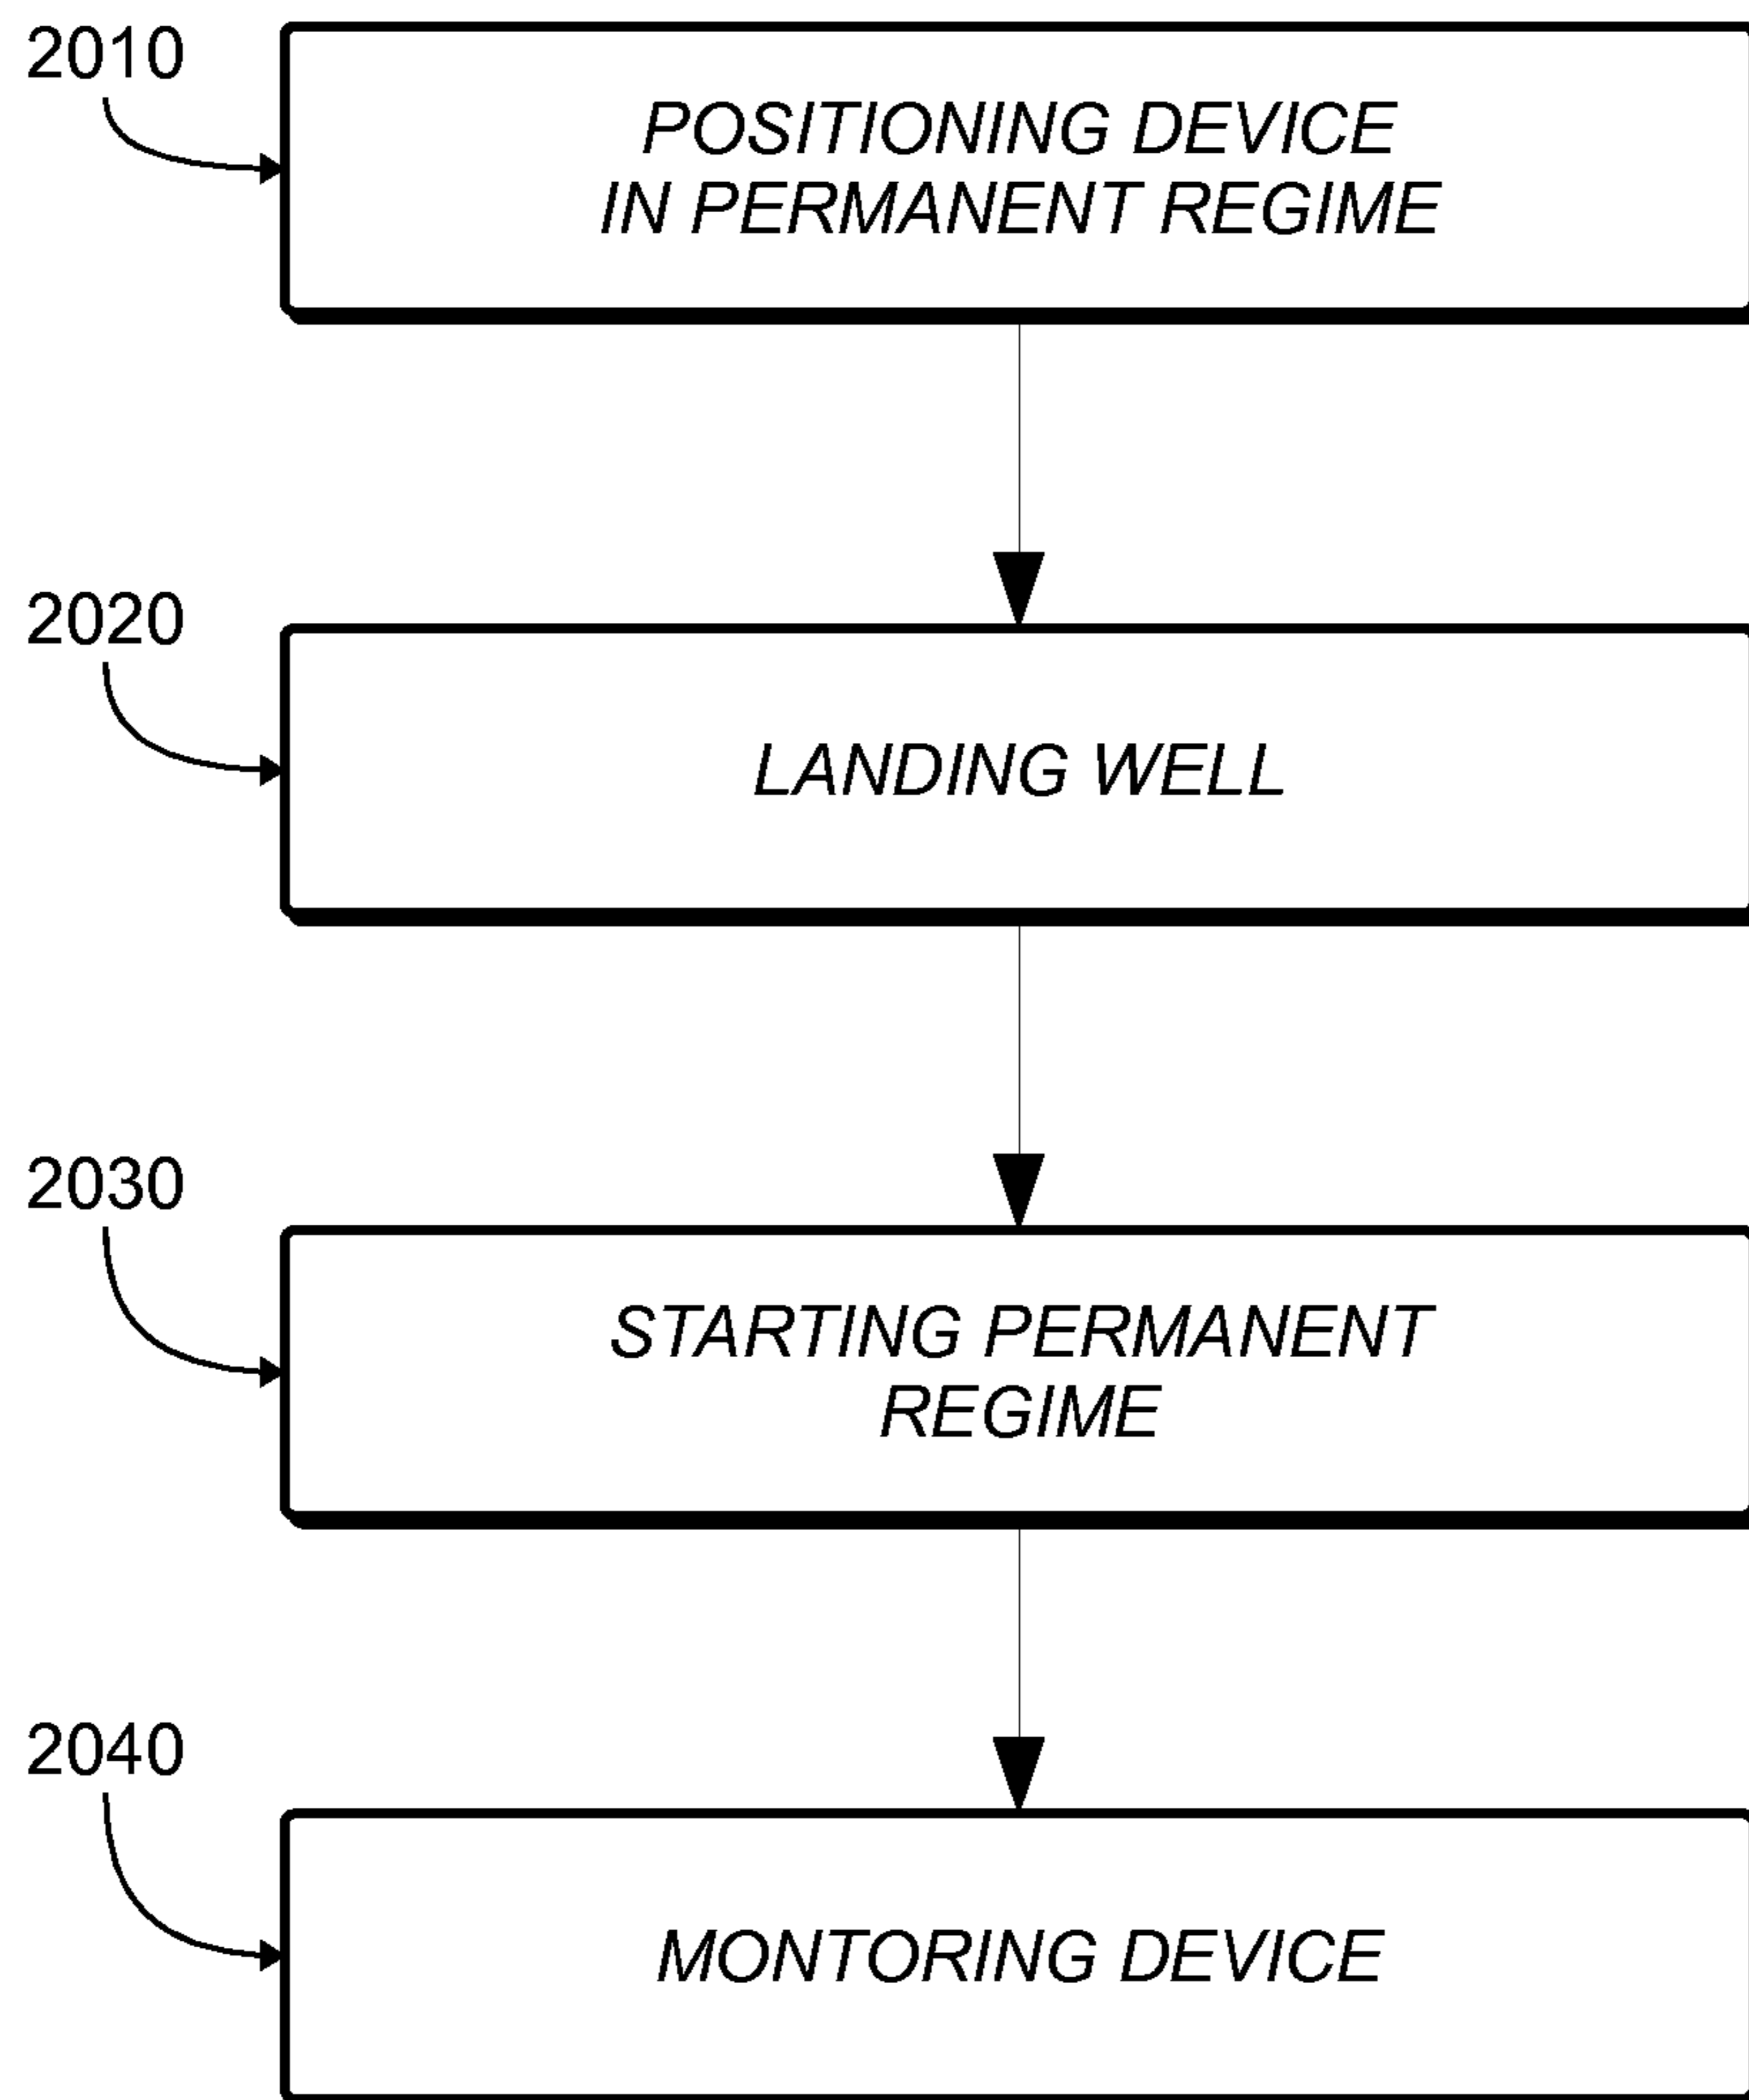 2010
POSITIONING DEVICE
IN PERMANENT REGIME
2020
LANDING WELL
2030
STARTING PERMANENT
REGIME
2040
MONTORING DEVICE